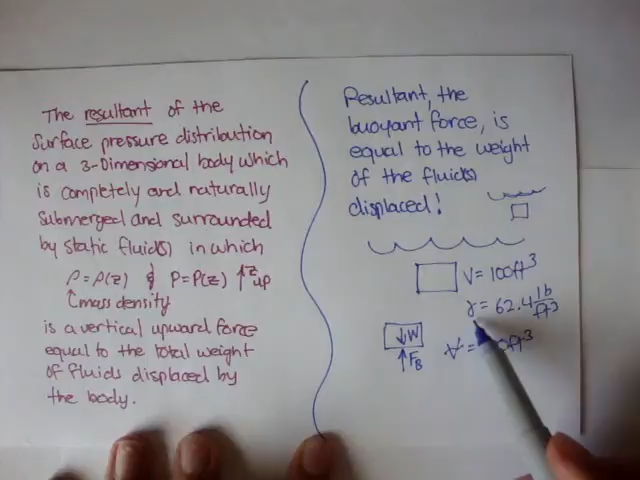 The resultant of the
surface pressure distribution
on a 3-Dimensional body which
is completely and naturally
submerged and surrounded
by static fluid(s) in which
ρ=ρ(z) & P=P(z) ↑z up
↑mass density
is a vertical upward force
equal to the total weight
of fluids displaced by
the body.
Resultant, the
buoyant force, is
equal to the weight
of the fluid(s)
displaced!
V=100ft³
γ=62.4 lb/ft³
↓W
↑F_B